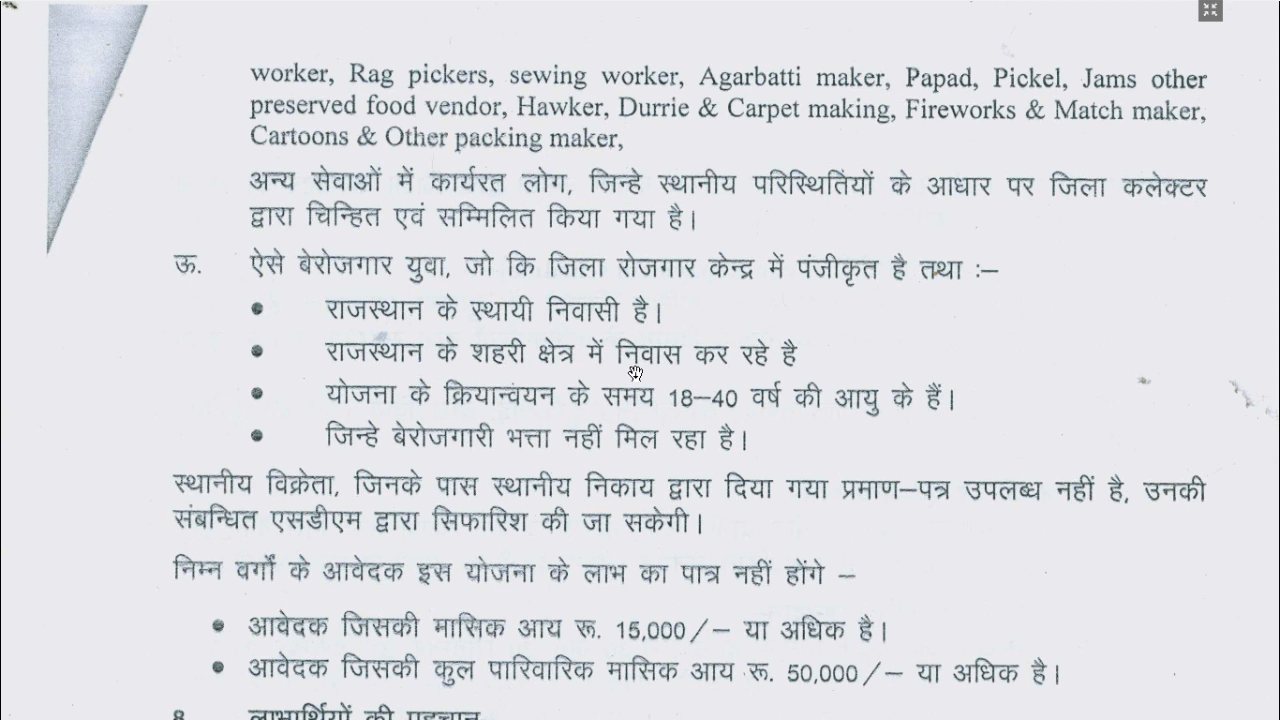 worker, Rag pickers, sewing worker, Agarbatti maker, Papad, Pickel, Jams other
preserved food vendor, Hawker, Durrie & Carpet making, Fireworks & Match maker,
Cartoons & Other packing maker,
अन्य सेवाओं में कार्यरत लोग, जिन्हे स्थानीय परिस्थितियों के आधार पर जिला कलेक्टर
द्वारा चिन्हित एवं सम्मिलित किया गया है।
ऊ. ऐसे बेरोजगार युवा, जो कि जिला रोजगार केन्द्र में पंजीकृत है तथा :–
• राजस्थान के स्थायी निवासी है।
• राजस्थान के शहरी क्षेत्र में निवास कर रहे है
• योजना के क्रियान्वयन के समय 18–40 वर्ष की आयु के हैं।
• जिन्हे बेरोजगारी भत्ता नहीं मिल रहा है।
स्थानीय विक्रेता, जिनके पास स्थानीय निकाय द्वारा दिया गया प्रमाण–पत्र उपलब्ध नहीं है, उनकी
संबन्धित एसडीएम द्वारा सिफारिश की जा सकेगी।
निम्न वर्गों के आवेदक इस योजना के लाभ का पात्र नहीं होंगे –
• आवेदक जिसकी मासिक आय रू. 15,000/– या अधिक है।
• आवेदक जिसकी कुल पारिवारिक मासिक आय रू. 50,000/– या अधिक है।
8. लाभार्थियों की पहचान